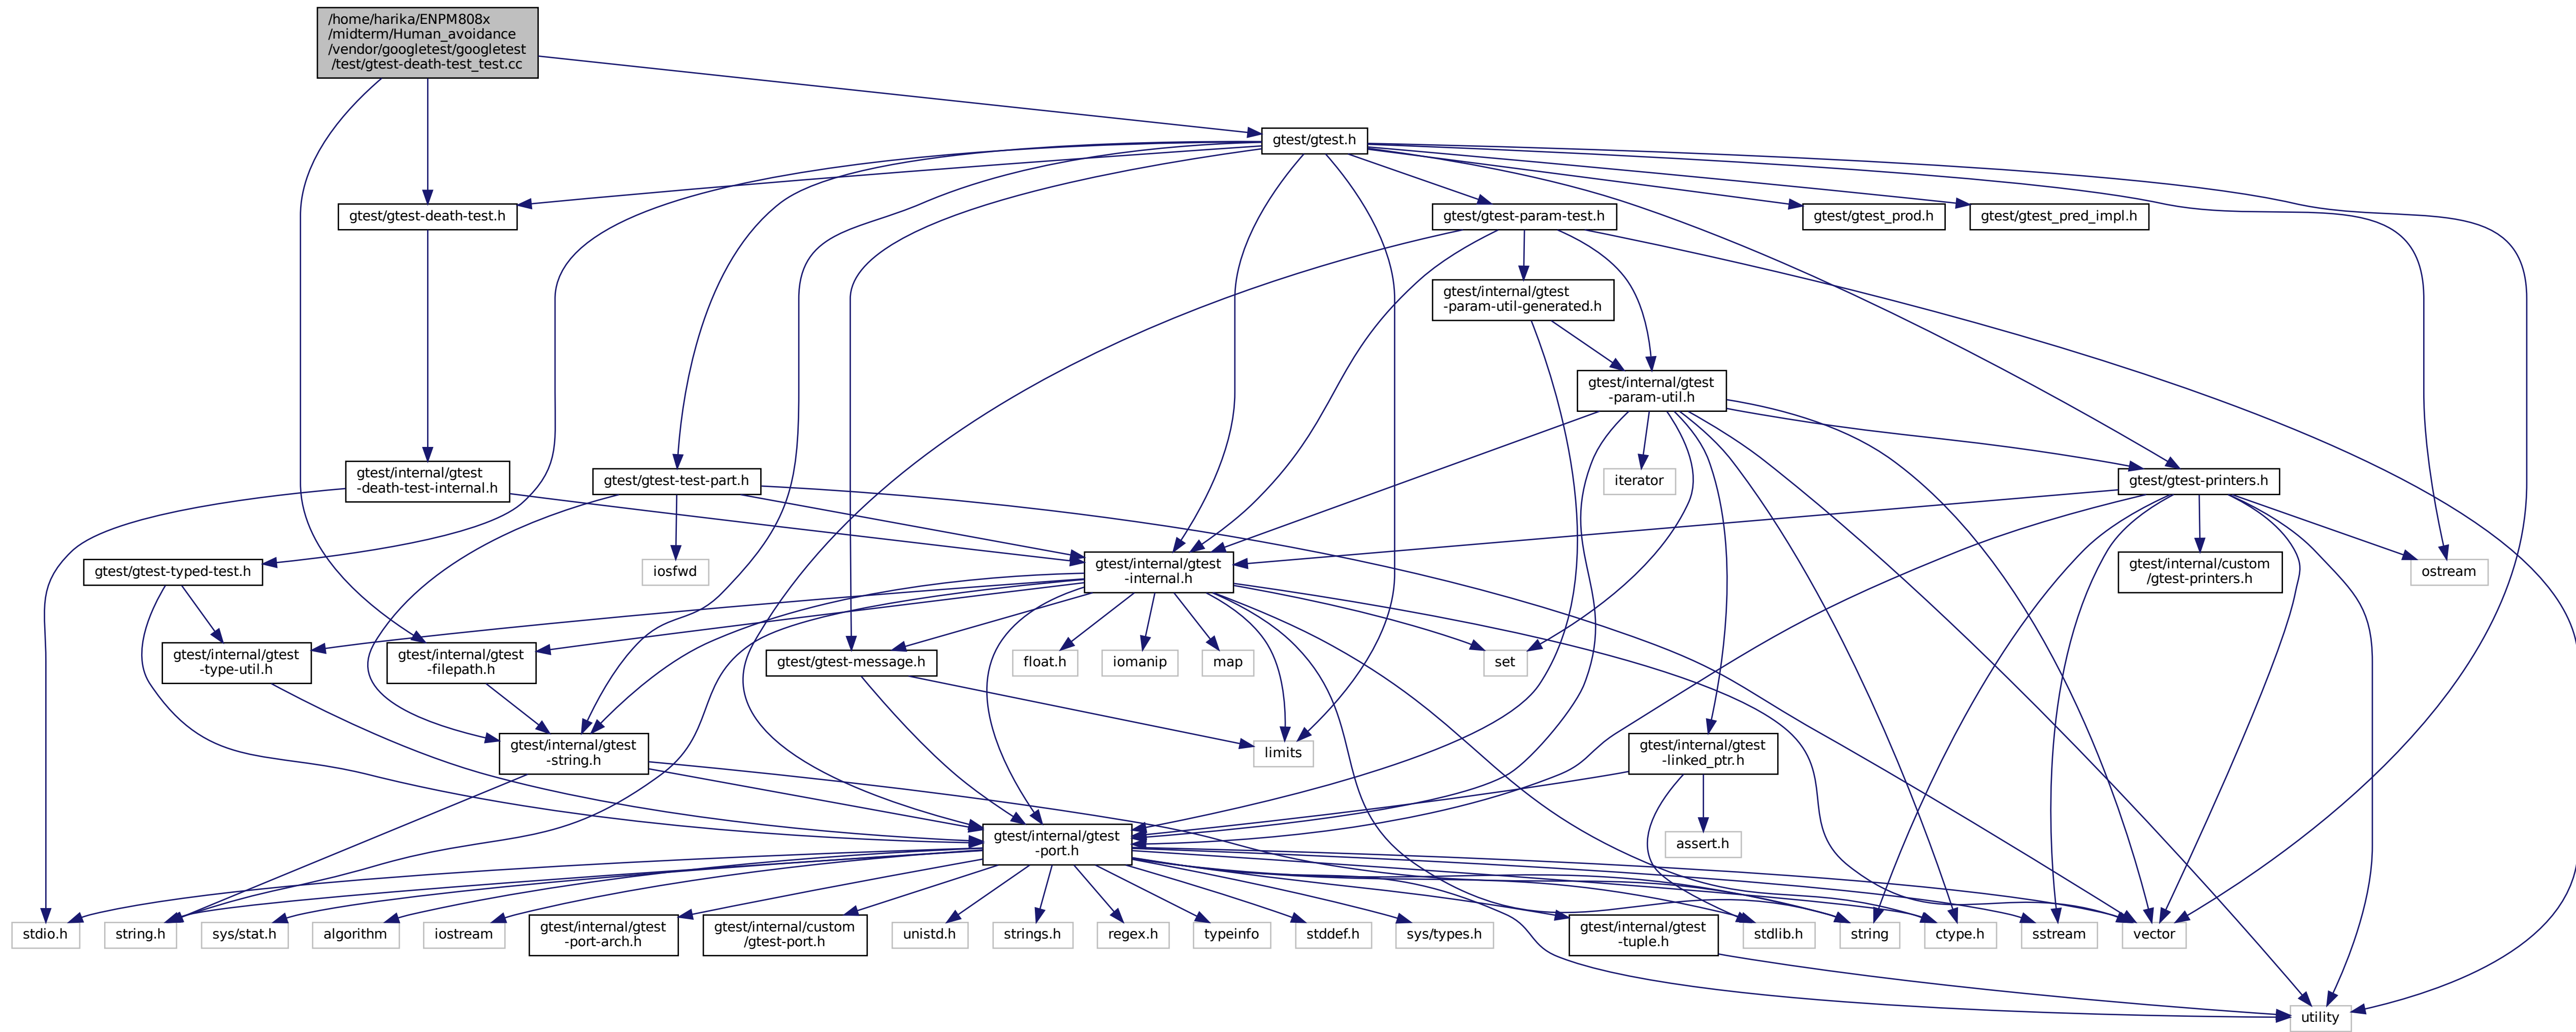 /home/harika/ENPM808x
/midterm/Human_avoidance
/vendor/googletest/googletest
/test/gtest-death-test_test.cc
gtest/gtest.h
gtest/gtest-death-test.h
gtest/gtest-param-test.h
gtest/gtest_prod.h
gtest/gtest_pred_impl.h
gtest/internal/gtest
-param-util-generated.h
gtest/internal/gtest
-param-util.h
gtest/internal/gtest
-death-test-internal.h
gtest/gtest-test-part.h
iterator
gtest/gtest-printers.h
gtest/gtest-typed-test.h
iosfwd
gtest/internal/gtest
-internal.h
gtest/internal/custom
/gtest-printers.h
ostream
gtest/internal/gtest
-type-util.h
gtest/internal/gtest
-filepath.h
gtest/gtest-message.h
float.h
iomanip
map
set
gtest/internal/gtest
-string.h
limits
gtest/internal/gtest
-linked_ptr.h
gtest/internal/gtest
-port.h
assert.h
stdio.h
string.h
sys/stat.h
algorithm
iostream
gtest/internal/gtest
-port-arch.h
gtest/internal/custom
/gtest-port.h
unistd.h
strings.h
regex.h
typeinfo
stddef.h
sys/types.h
gtest/internal/gtest
-tuple.h
stdlib.h
string
ctype.h
sstream
vector
utility